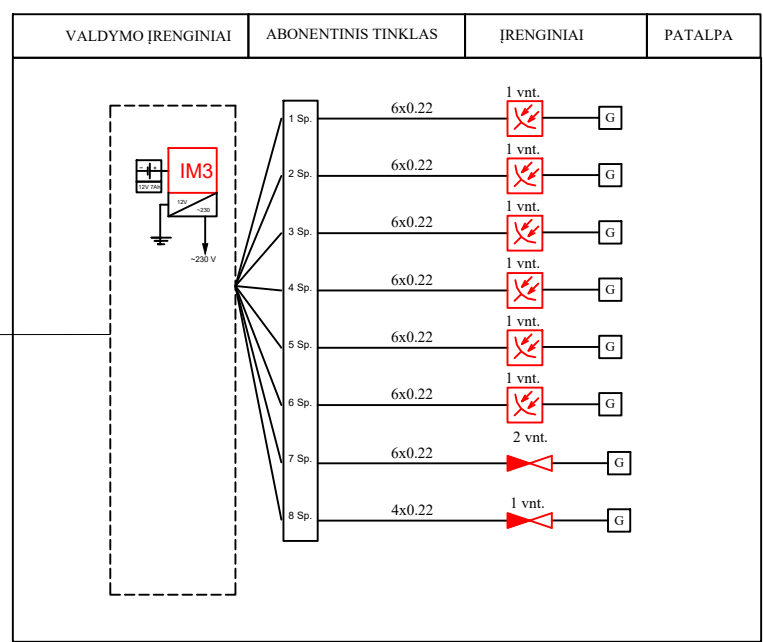 VALDYMO ĮRENGINIAI ABONENTINIS TINKLAS ĮRENGINIAI PATALPA
1 vnt.
1 Sp. 6x0.22 G
1 vnt.
2 Sp. 6x0.22 G
- + IM3
12V 7Ah
12V
~230
~230 V
1 vnt.
3 Sp. 6x0.22 G
1 vnt.
4 Sp. 6x0.22 G
1 vnt.
5 Sp. 6x0.22 G
1 vnt.
6 Sp. 6x0.22 G
2 vnt.
7 Sp. 6x0.22 G
1 vnt.
8 Sp. 4x0.22 G